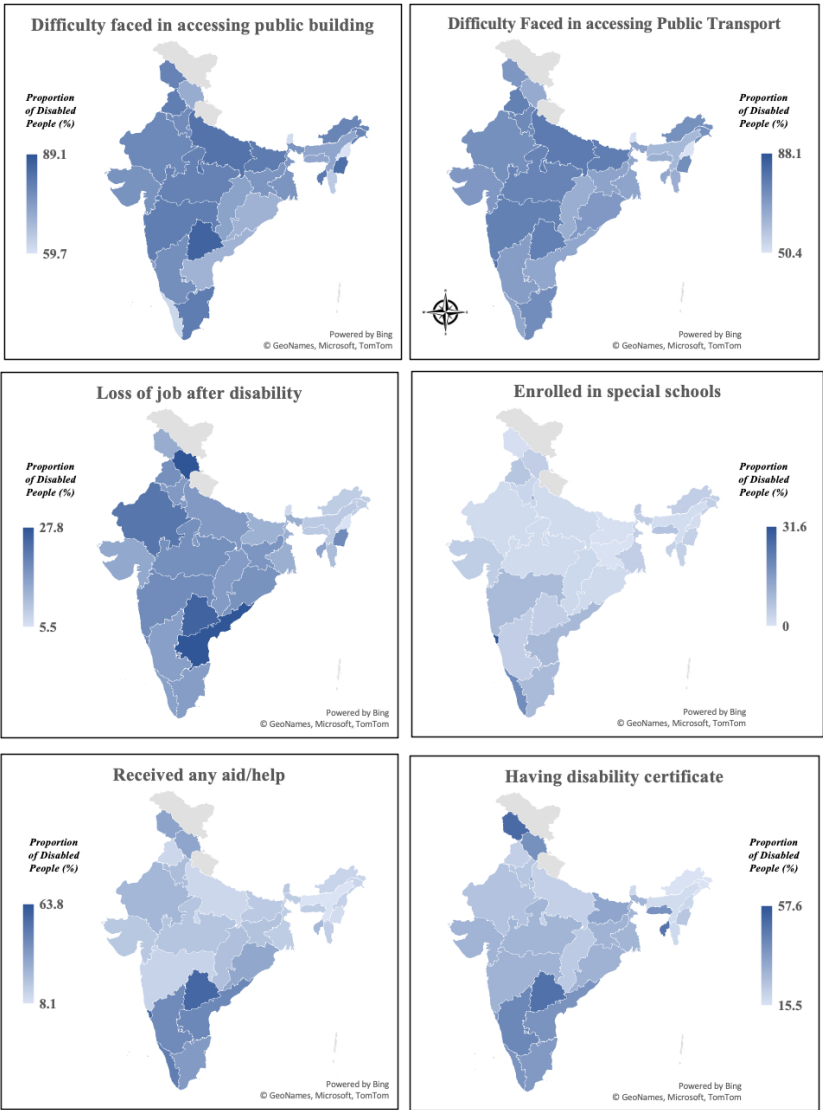 Difficulty faced in accessing public building
Proportion
of Disabled
People (%)
89.1
59.7
Powered by Bing
© GeoNames, Microsoft, TomTom
Difficulty Faced in accessing Public Transport
Proportion
of Disabled
People (%)
88.1
50.4
Powered by Bing
© GeoNames, Microsoft, TomTom
Loss of job after disability
Proportion
of Disabled
People (%)
27.8
5.5
Powered by Bing
© GeoNames, Microsoft, TomTom
Enrolled in special schools
Proportion
of Disabled
People (%)
31.6
0
Powered by Bing
© GeoNames, Microsoft, TomTom
Received any aid/help
Proportion
of Disabled
People (%)
63.8
8.1
Powered by Bing
© GeoNames, Microsoft, TomTom
Having disability certificate
Proportion
of Disabled
People (%)
57.6
15.5
Powered by Bing
© GeoNames, Microsoft, TomTom